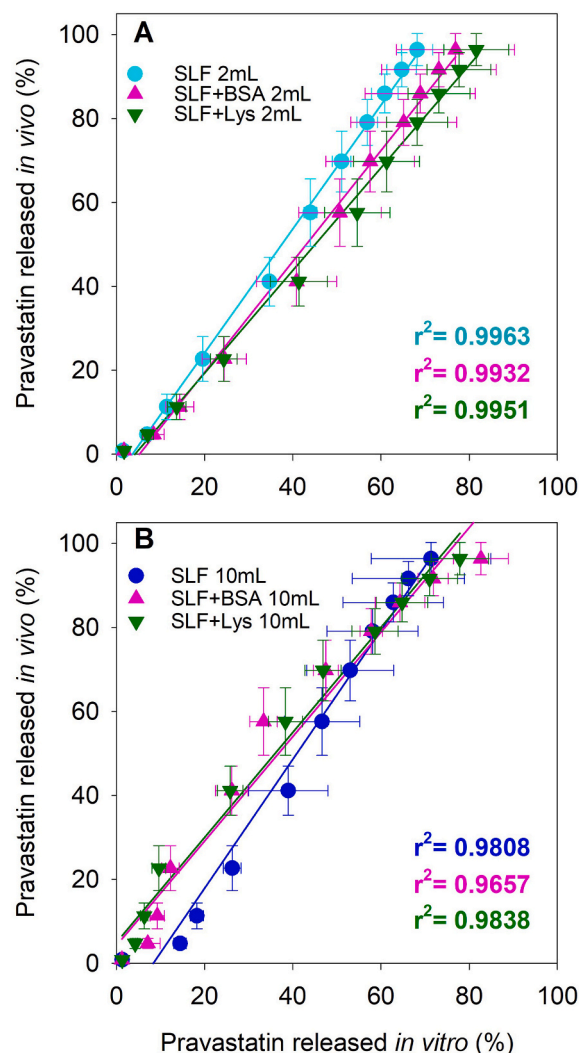 Pravastatin released in vivo (%)
100
80
60
40
20
0
A
SLF 2mL
SLF+BSA 2mL
SLF+Lys 2mL
r²= 0.9963
r²= 0.9932
r²= 0.9951
0 20 40 60 80 100
Pravastatin released in vivo (%)
100
80
60
40
20
0
B
SLF 10mL
SLF+BSA 10mL
SLF+Lys 10mL
r²= 0.9808
r²= 0.9657
r²= 0.9838
0 20 40 60 80 100
Pravastatin released in vitro (%)